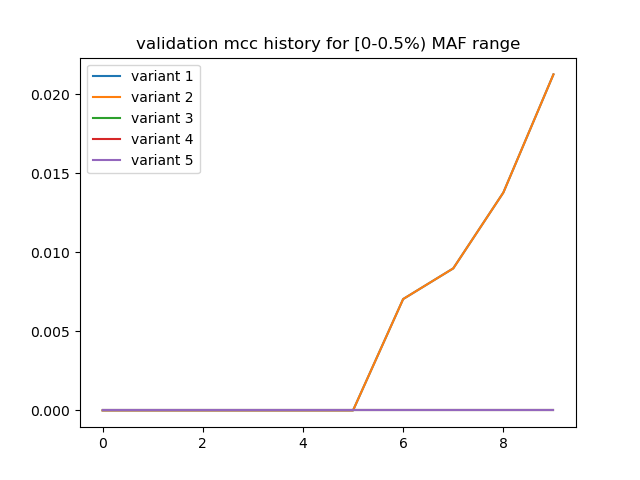 validation mcc history for [0-0.5%) MAF range
variant 1
variant 2
variant 3
variant 4
variant 5
0.020
0.015
0.010
0.005
0.000
0 2 4 6 8